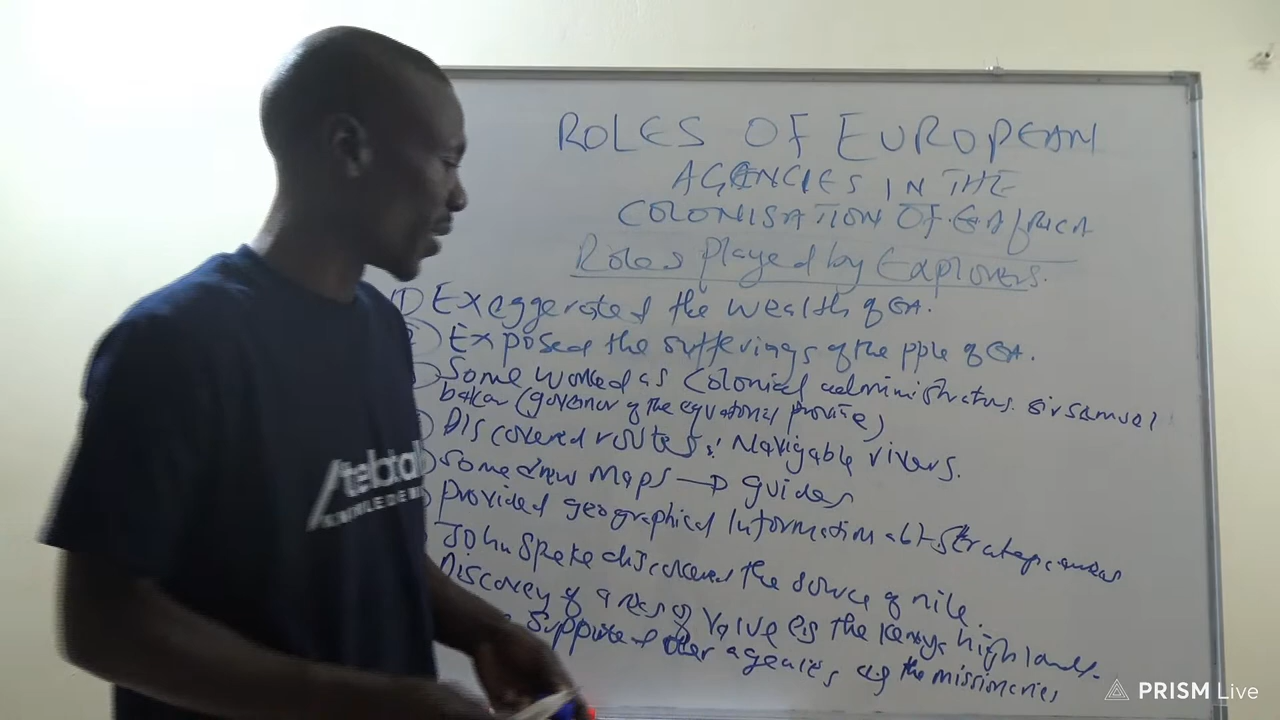 ROLES OF EUROPEAN
AGENCIES IN THE
COLONISATION OF E Africa
Roles played by Explorers.
1) Exaggerated the wealth of EA.
2) Exposed the sufferings of the pple of EA.
Some worked as colonial administrators. sir samuel
baker (governor of the equatorial province)
Discovered routes; Navigable rivers.
some drew maps → guides
provided geographical information abt strategic areas
John Speke discovered the source of nile.
Discovery of areas of value eg the Kenya highlands.
supported other agencies eg the missionaries
KNOWLEDGE
PRISM Live